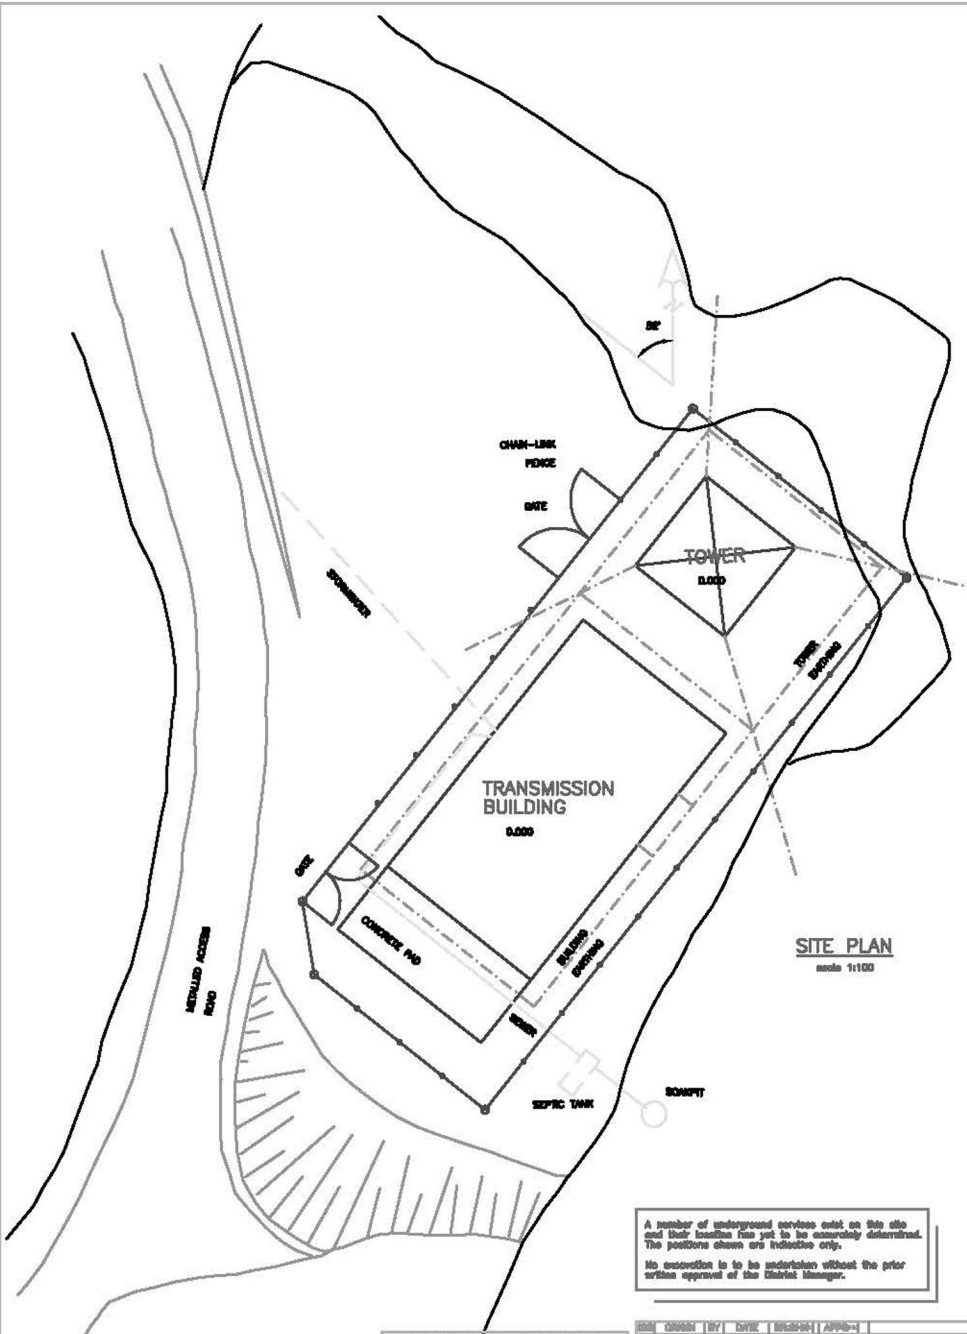 N
CHAIN-LINK
FENCE
GATE
STORMWATER
TOWER
0.000
TOWER
EARTHING
TRANSMISSION
BUILDING
0.000
GATE
CONCRETE PAD
METALLED ACCESS
ROAD
BUILDING
EARTHING
SEWER
SEPTIC TANK
SOAKPIT
SITE PLAN
scale 1:100
A number of underground services exist on this site
and their location has yet to be accurately determined.
The positions shown are indicative only.
No excavation is to be undertaken without the prior
written approval of the District Manager.
BY DATE